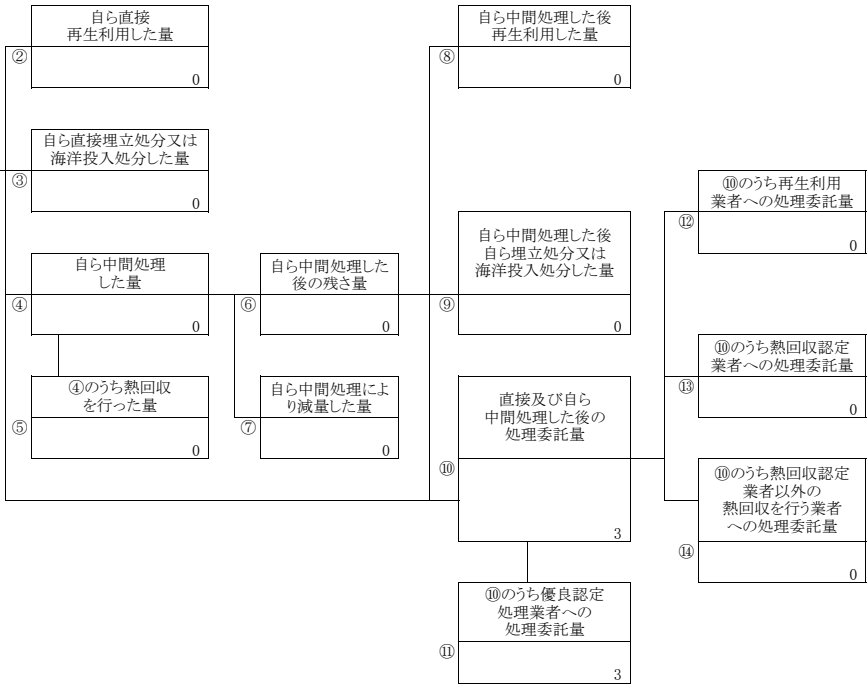 自ら直接
再生利用した量
②
0
自ら直接埋立処分又は
海洋投入処分した量
③
0
自ら中間処理
した量
④
0
④のうち熱回収
を行った量
⑤
0
自ら中間処理した
後の残さ量
⑥
0
自ら中間処理によ
り減量した量
⑦
0
自ら中間処理した後
再生利用した量
⑧
0
自ら中間処理した後
自ら埋立処分又は
海洋投入処分した量
⑨
0
直接及び自ら
中間処理した後の
処理委託量
⑩
3
⑩のうち優良認定
処理業者への
処理委託量
⑪
3
⑩のうち再生利用
業者への処理委託量
⑫
0
⑩のうち熱回収認定
業者への処理委託量
⑬
0
⑩のうち熱回収認定
業者以外の
熱回収を行う業者
への処理委託量
⑭
0